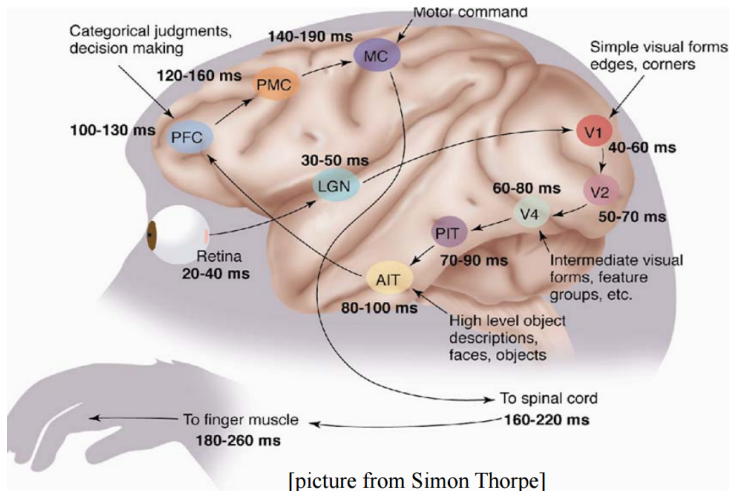 Motor command
Categorical judgments,
decision making
140-190 ms
MC
Simple visual forms
edges, corners
120-160 ms
PMC
100-130 ms
PFC
V1
40-60 ms
30-50 ms
LGN
60-80 ms
V2
V4
50-70 ms
PIT
70-90 ms
Retina
20-40 ms
AIT
80-100 ms
Intermediate visual
forms, feature
groups, etc.
High level object
descriptions,
faces, objects
To spinal cord
160-220 ms
To finger muscle
180-260 ms
[picture from Simon Thorpe]